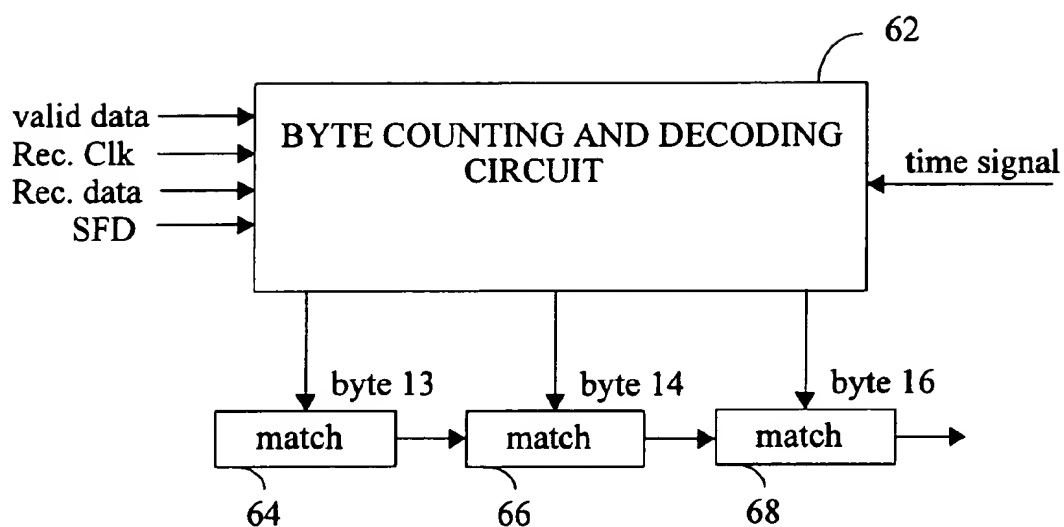 62
valid data
Rec. Clk
Rec. data
SFD
BYTE COUNTING AND DECODING
CIRCUIT
time signal
byte 13
byte 14
byte 16
match
match
match
64
66
68